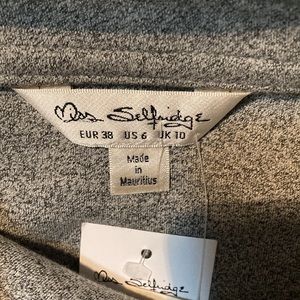 Miss Selfridge
EUR 38 US 6 UK 10
Made in
Mauritius
Miss Selfridge